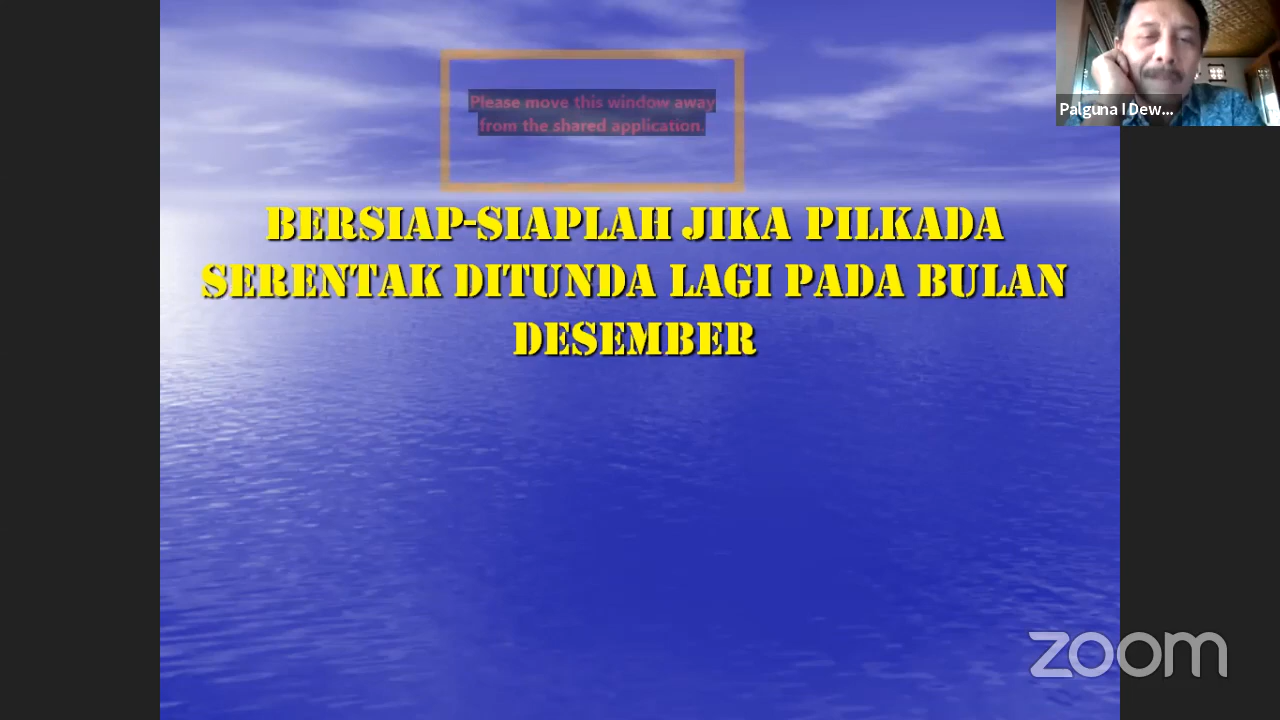 Please move this window away
from the shared application.
Palguna I Dew...
BERSIAP-SIAPLAH JIKA PILKADA
SERENTAK DITUNDA LAGI PADA BULAN
DESEMBER
zoom